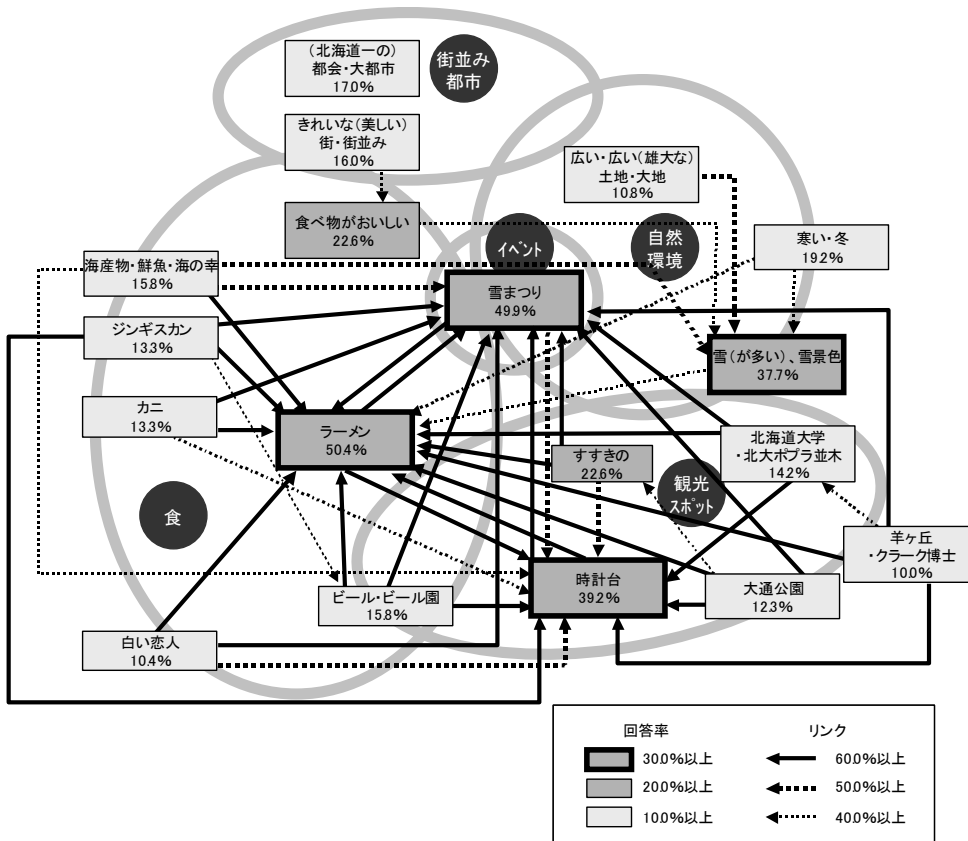 (北海道一の)
都会・大都市
17.0%
街並み
都市
きれいな(美しい)
街・街並み
16.0%
広い・広い(雄大な)
土地・大地
10.8%
食べ物がおいしい
22.6%
イベント
自然
環境
寒い・冬
19.2%
海産物・鮮魚・海の幸
15.8%
雪まつり
49.9%
ジンギスカン
13.3%
雪(が多い)、雪景色
37.7%
カニ
13.3%
ラーメン
50.4%
北海道大学
・北大ポプラ並木
14.2%
すすきの
22.6%
観光
スポット
食
羊ヶ丘
・クラーク博士
10.0%
時計台
39.2%
大通公園
12.3%
ビール・ビール園
15.8%
白い恋人
10.4%
回答率
リンク
30.0%以上
60.0%以上
20.0%以上
50.0%以上
10.0%以上
40.0%以上